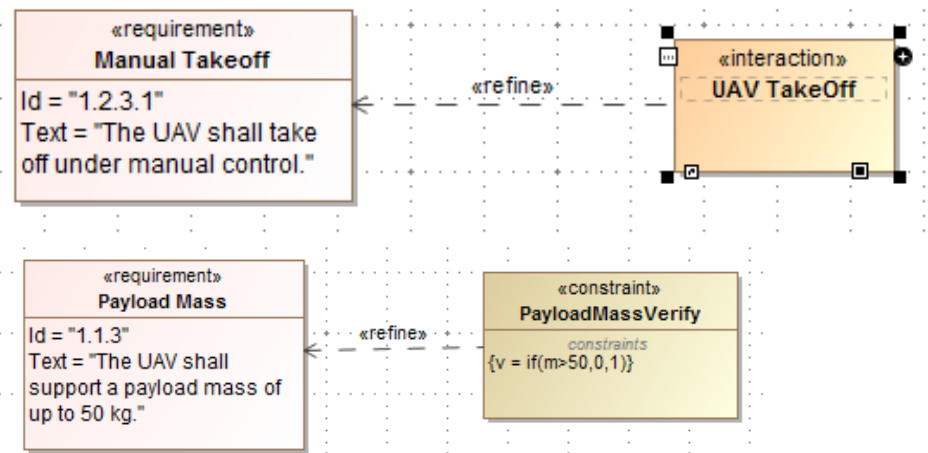 «requirement»
Manual Takeoff
Id = "1.2.3.1"
Text = "The UAV shall take
off under manual control."
«refine»
«interaction»
UAV TakeOff
«requirement»
Payload Mass
Id = "1.1.3"
Text = "The UAV shall
support a payload mass of
up to 50 kg."
«refine»
«constraint»
PayloadMassVerify
constraints
{v = if(m>50,0,1)}